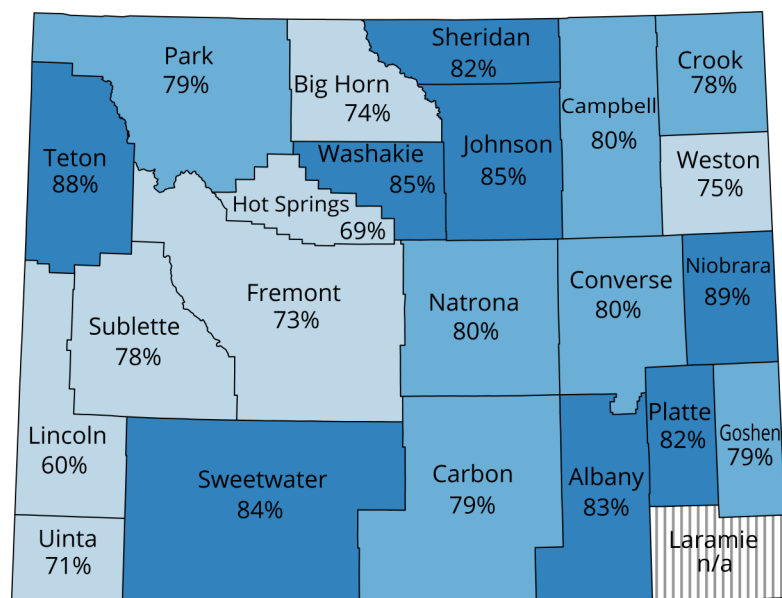 Park
79%
Big Horn
74%
Sheridan
82%
Campbell
80%
Crook
78%
Teton
88%
Washakie
85%
Johnson
85%
Weston
75%
Hot Springs
69%
Fremont
73%
Sublette
78%
Natrona
80%
Converse
80%
Niobrara
89%
Lincoln
60%
Sweetwater
84%
Carbon
79%
Albany
83%
Platte
82%
Goshen
79%
Uinta
71%
Laramie
n/a